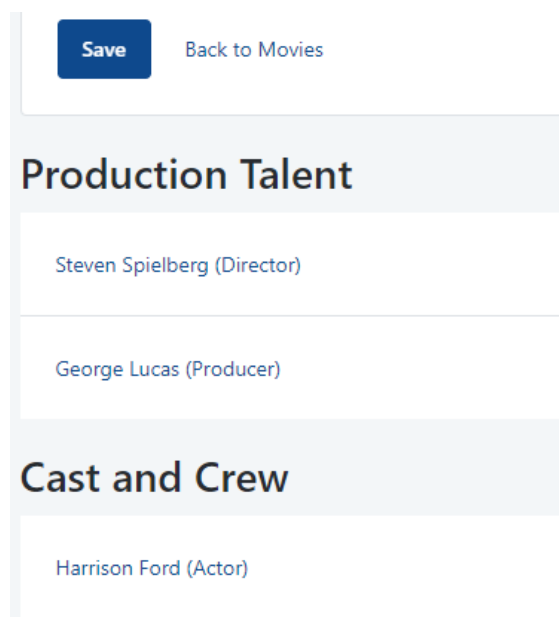 Save Back to Movies
Production Talent
Steven Spielberg (Director)
George Lucas (Producer)
Cast and Crew
Harrison Ford (Actor)